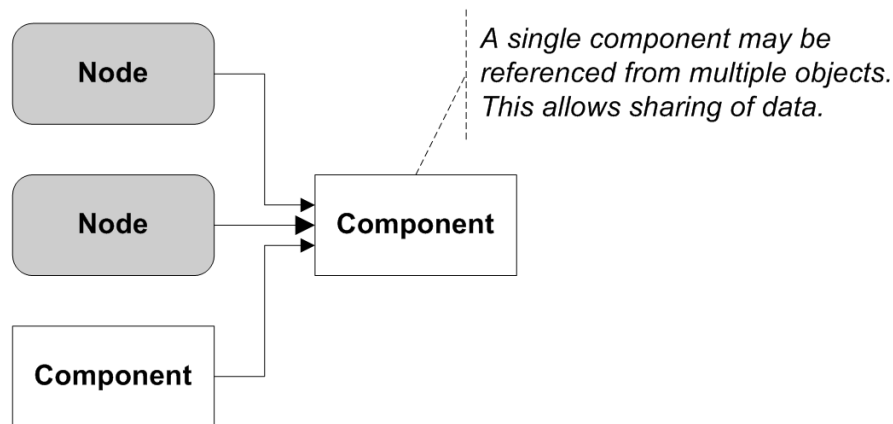 Node
A single component may be
referenced from multiple objects.
This allows sharing of data.
Node
Component
Component